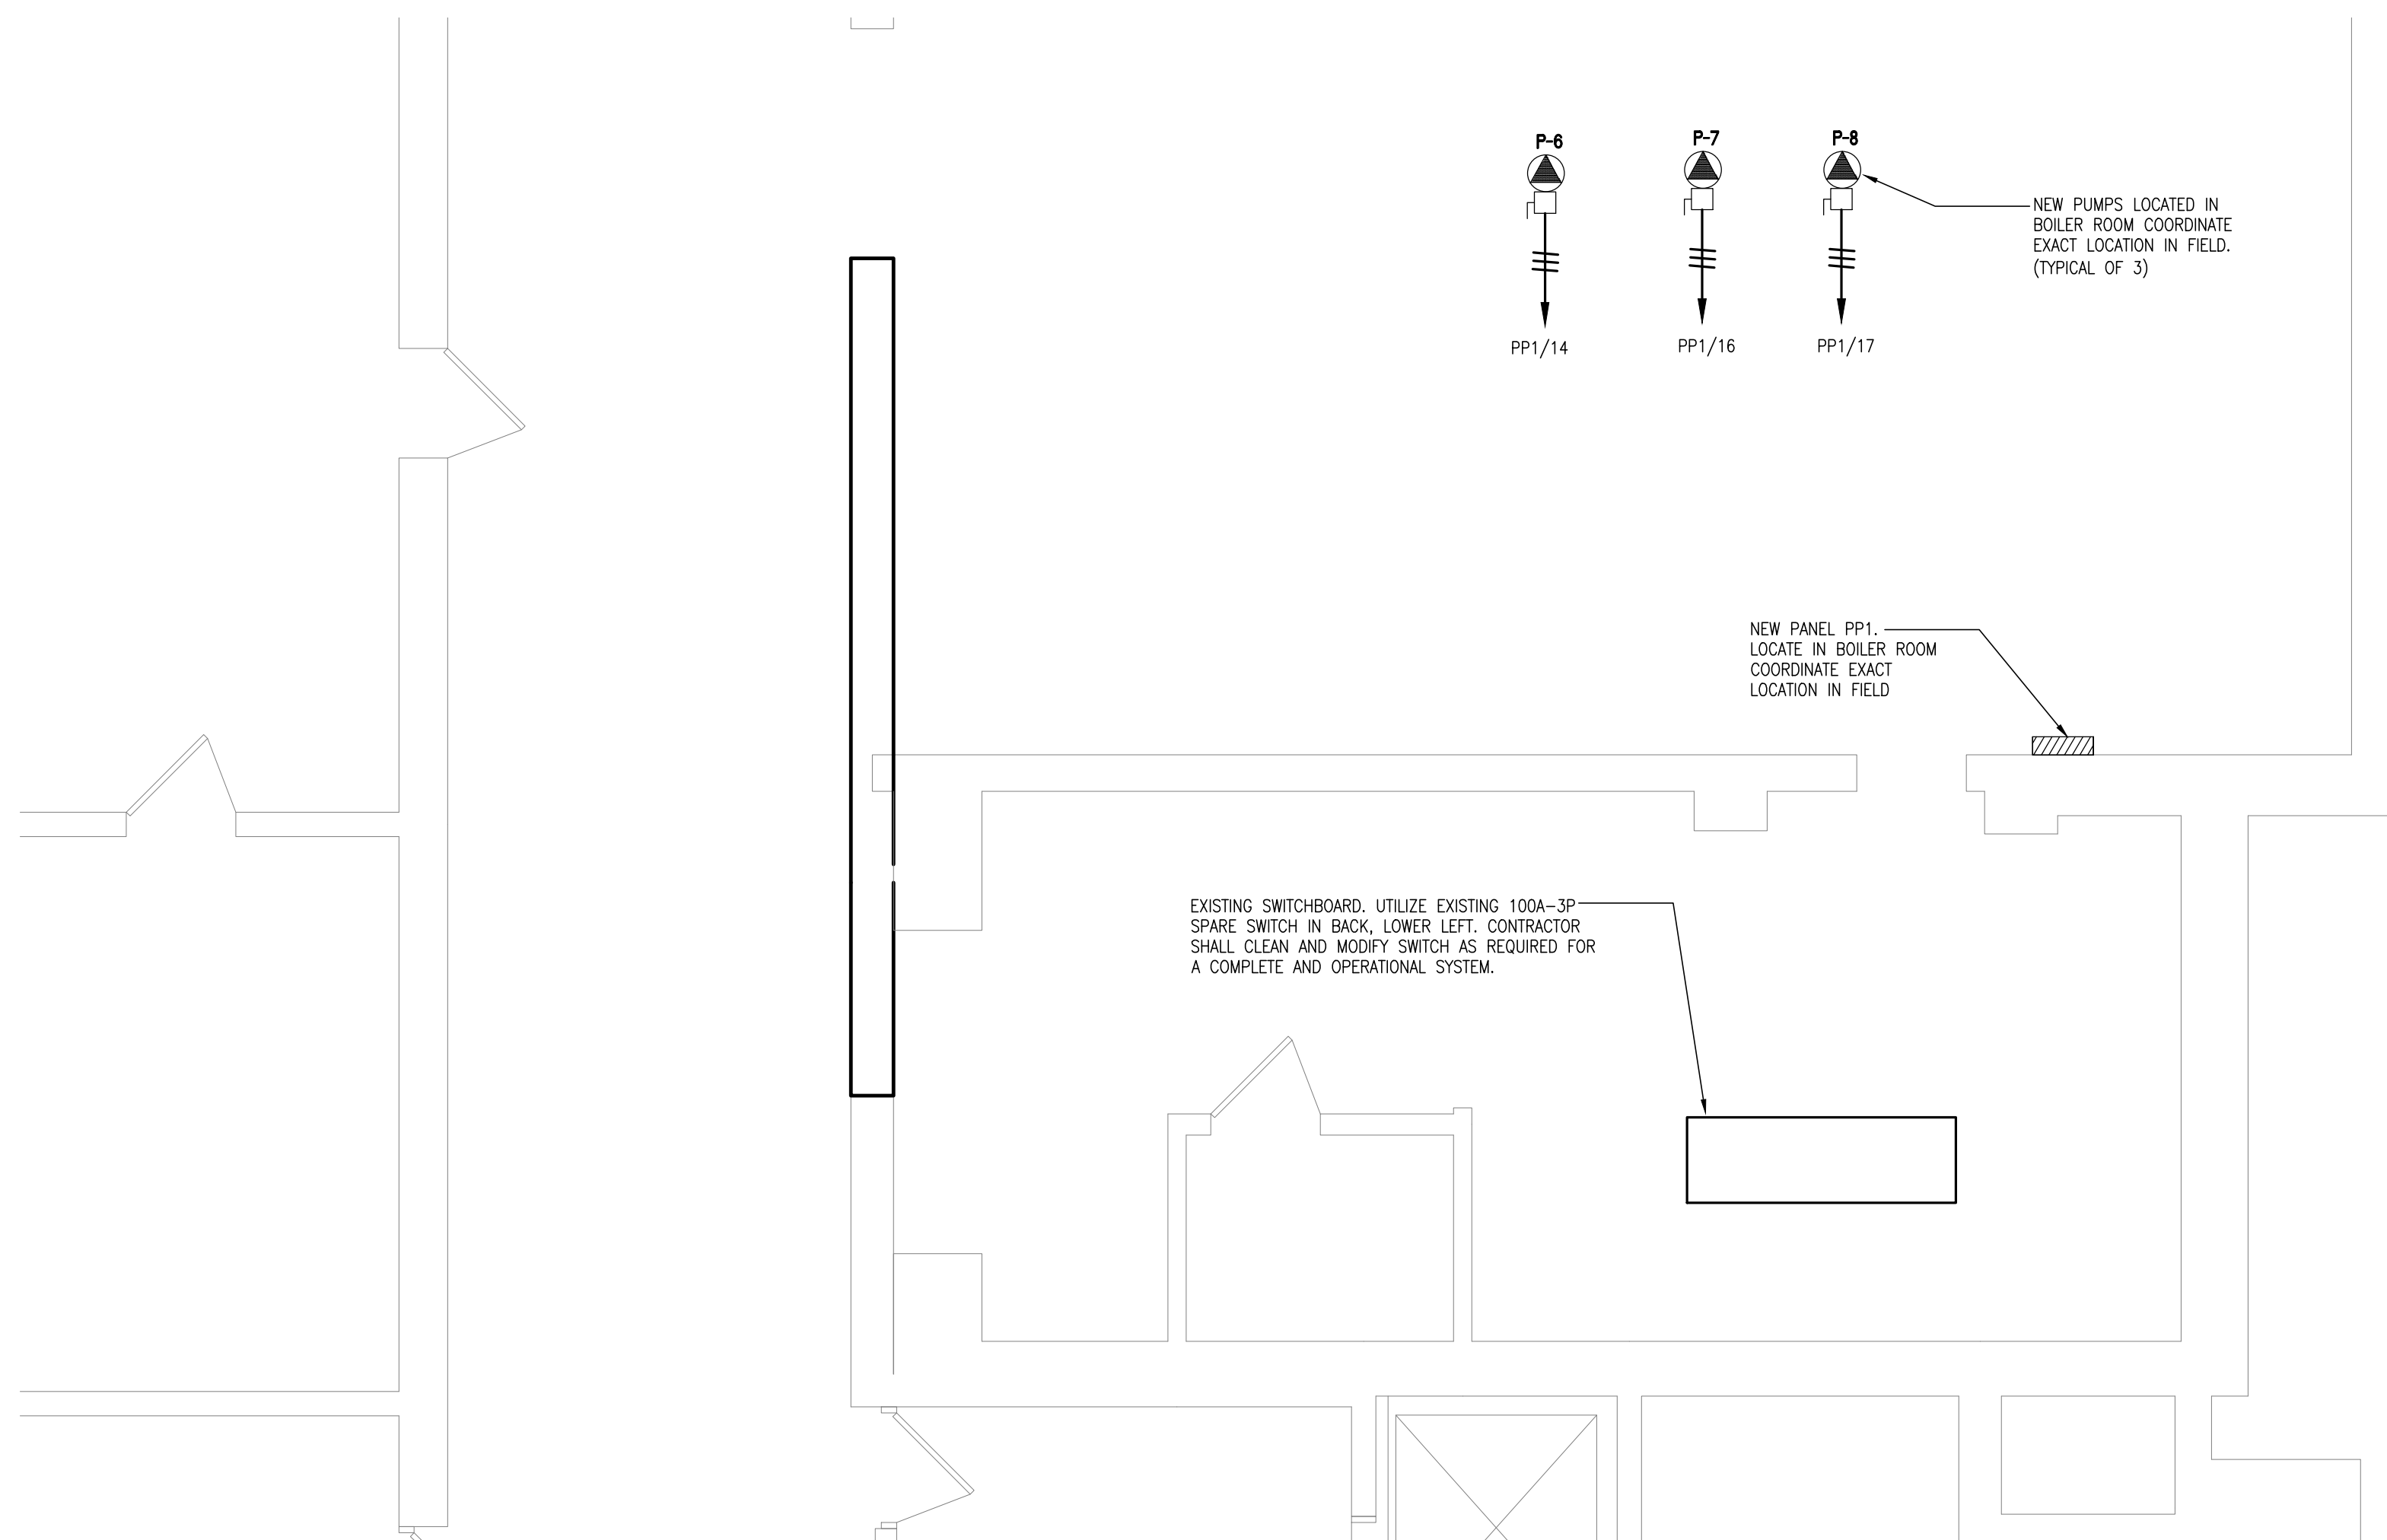 P-6
P-7
P-8
NEW PUMPS LOCATED IN
BOILER ROOM COORDINATE
EXACT LOCATION IN FIELD.
(TYPICAL OF 3)
PP1/14
PP1/16
PP1/17
NEW PANEL PP1.
LOCATE IN BOILER ROOM
COORDINATE EXACT
LOCATION IN FIELD
EXISTING SWITCHBOARD. UTILIZE EXISTING 100A-3P
SPARE SWITCH IN BACK, LOWER LEFT. CONTRACTOR
SHALL CLEAN AND MODIFY SWITCH AS REQUIRED FOR
A COMPLETE AND OPERATIONAL SYSTEM.